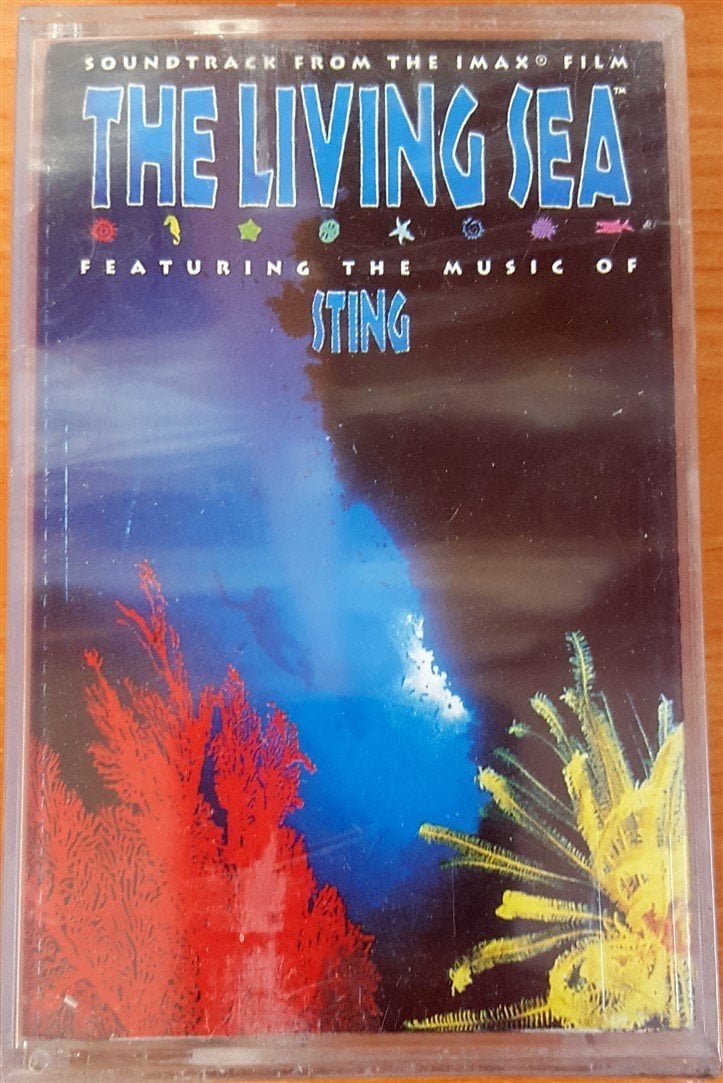 SOUNDTRACK FROM THE IMAX® FILM
THE LIVING SEA™
FEATURING THE MUSIC OF
STING